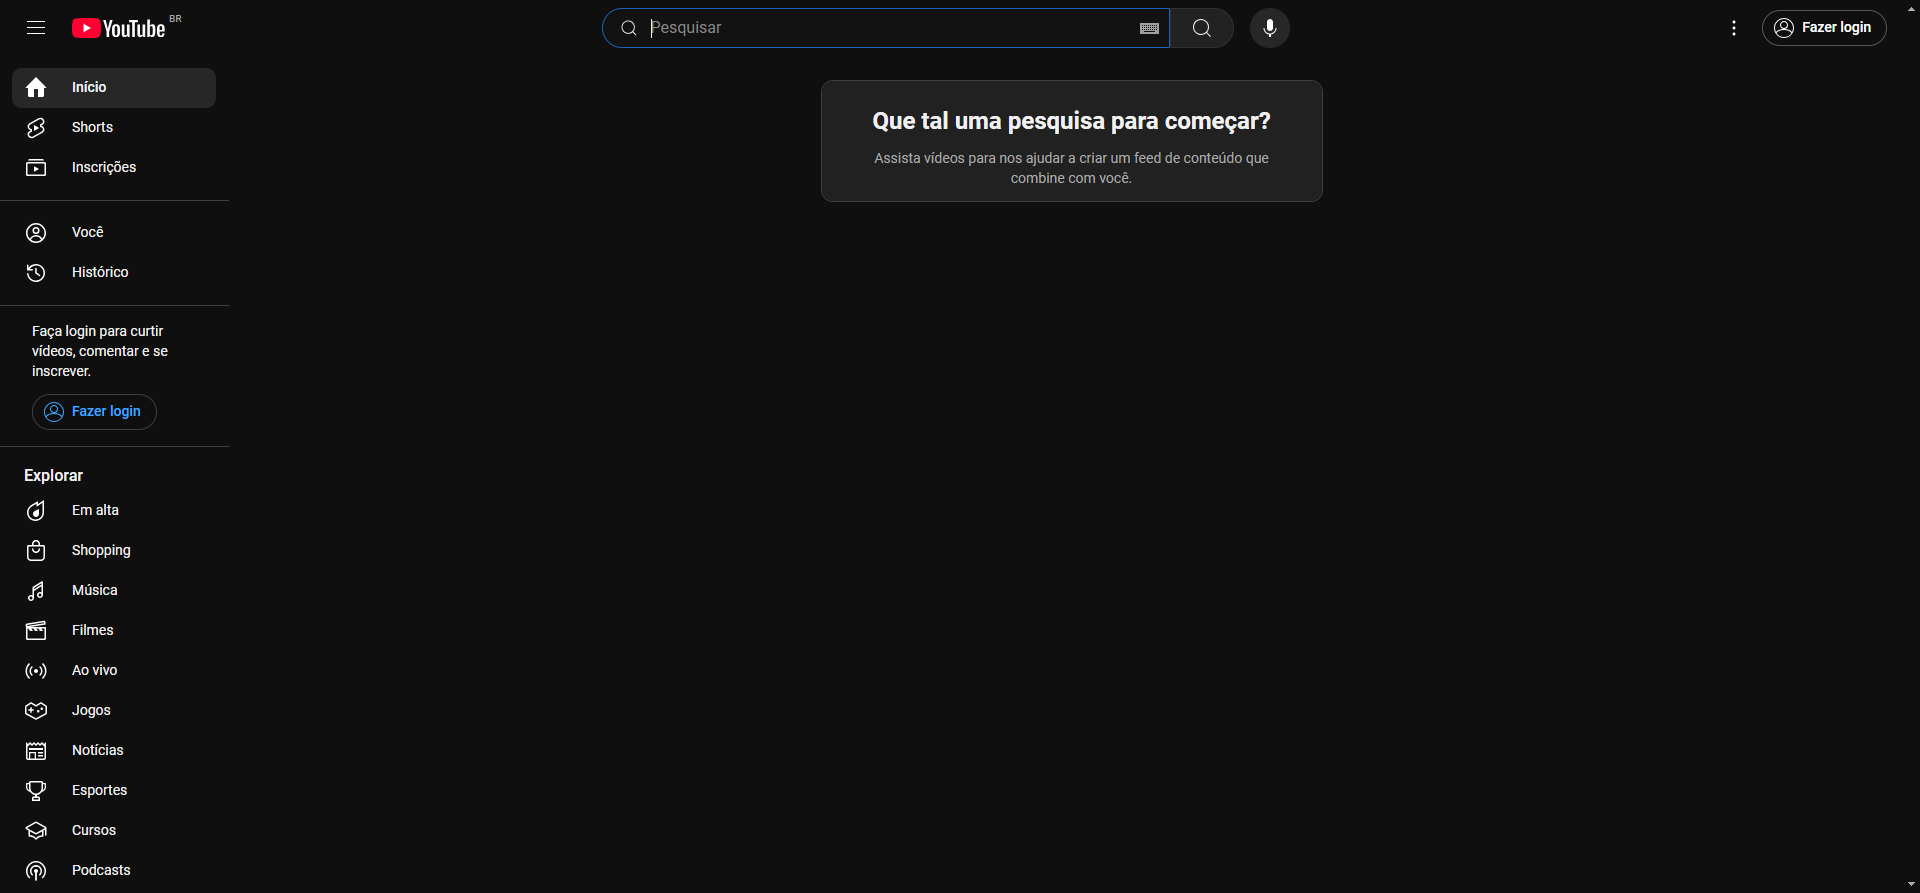 YouTube BR
Pesquisar
Fazer login
Início
Shorts
Inscrições
Você
Histórico
Faça login para curtir
vídeos, comentar e se
inscrever.
Fazer login
Explorar
Em alta
Shopping
Música
Filmes
Ao vivo
Jogos
Notícias
Esportes
Cursos
Podcasts
Que tal uma pesquisa para começar?
Assista vídeos para nos ajudar a criar um feed de conteúdo que
combine com você.